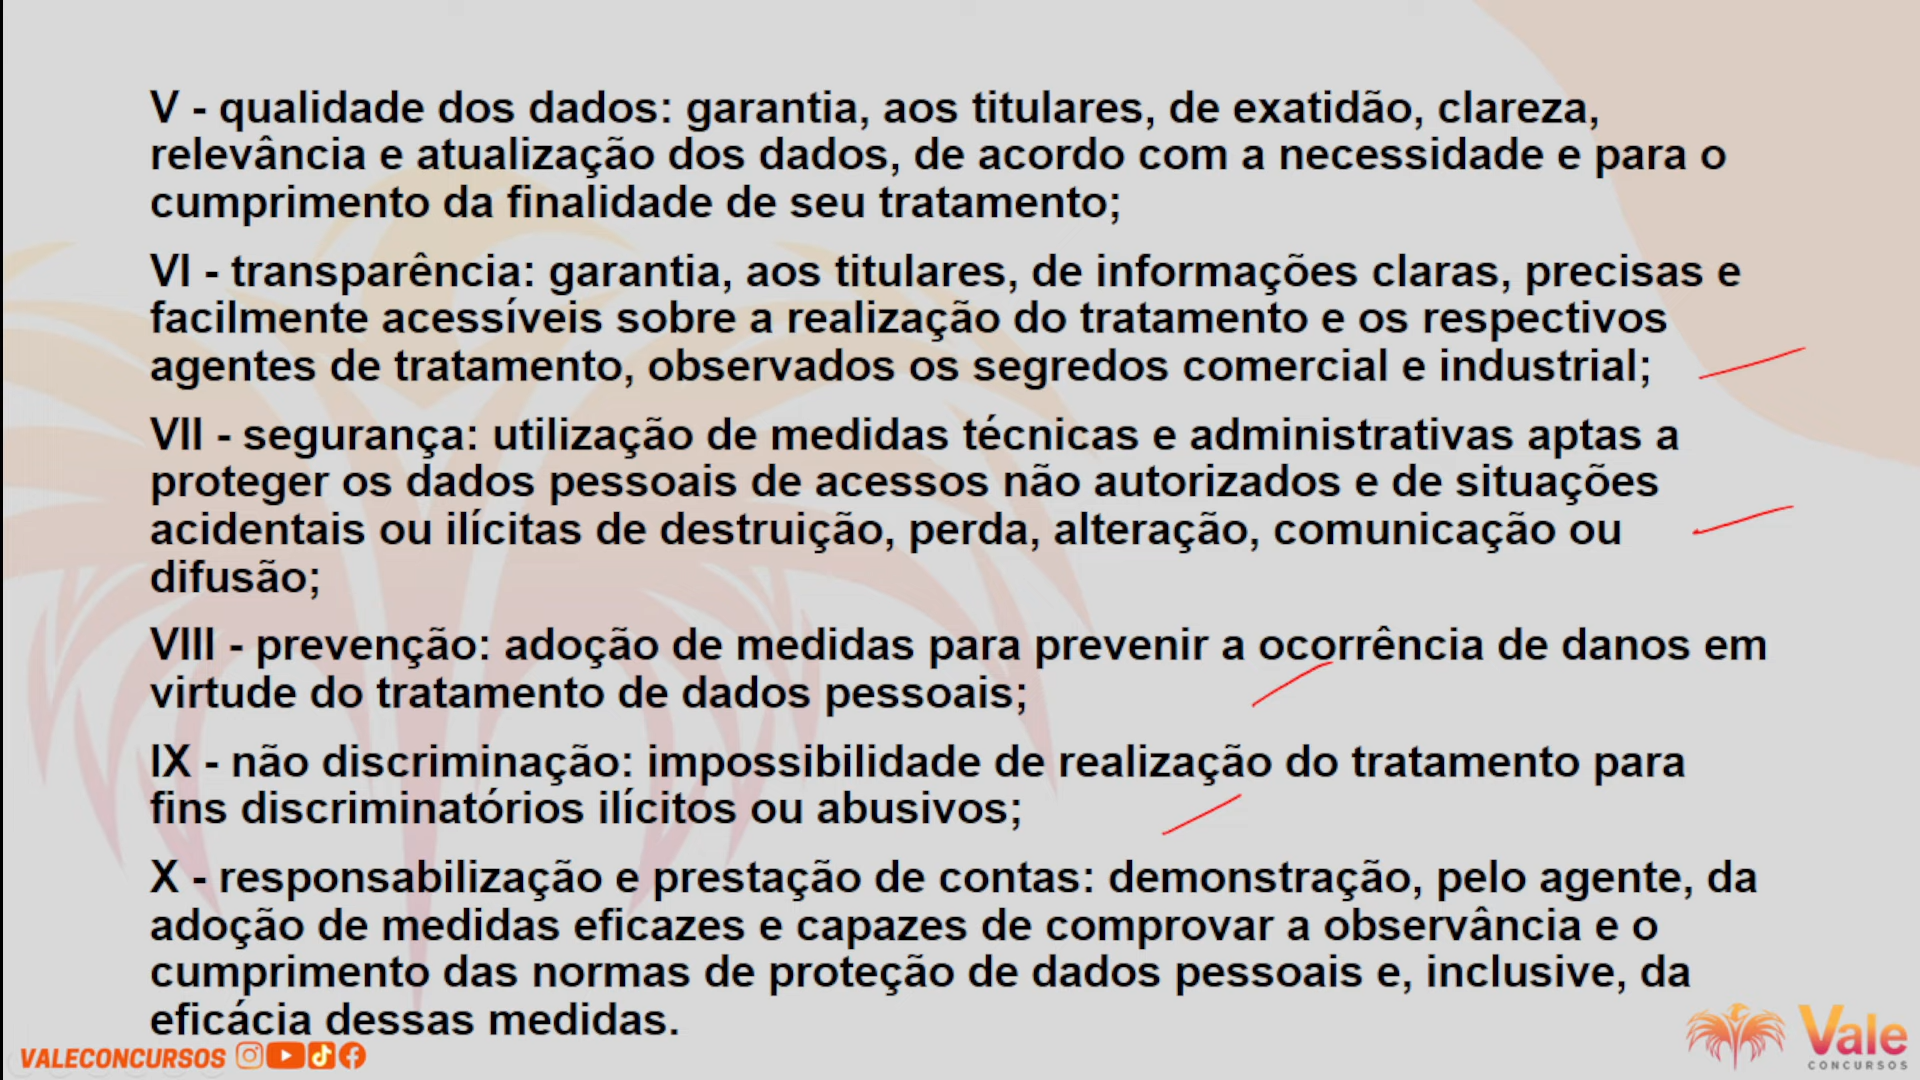 V - qualidade dos dados: garantia, aos titulares, de exatidão, clareza,
relevância e atualização dos dados, de acordo com a necessidade e para o
cumprimento da finalidade de seu tratamento;
VI - transparência: garantia, aos titulares, de informações claras, precisas e
facilmente acessíveis sobre a realização do tratamento e os respectivos
agentes de tratamento, observados os segredos comercial e industrial;
VII - segurança: utilização de medidas técnicas e administrativas aptas a
proteger os dados pessoais de acessos não autorizados e de situações
acidentais ou ilícitas de destruição, perda, alteração, comunicação ou
difusão;
VIII - prevenção: adoção de medidas para prevenir a ocorrência de danos em
virtude do tratamento de dados pessoais;
IX - não discriminação: impossibilidade de realização do tratamento para
fins discriminatórios ilícitos ou abusivos;
X - responsabilização e prestação de contas: demonstração, pelo agente, da
adoção de medidas eficazes e capazes de comprovar a observância e o
cumprimento das normas de proteção de dados pessoais e, inclusive, da
eficácia dessas medidas.
VALECONCURSOS
Vale
CONCURSOS